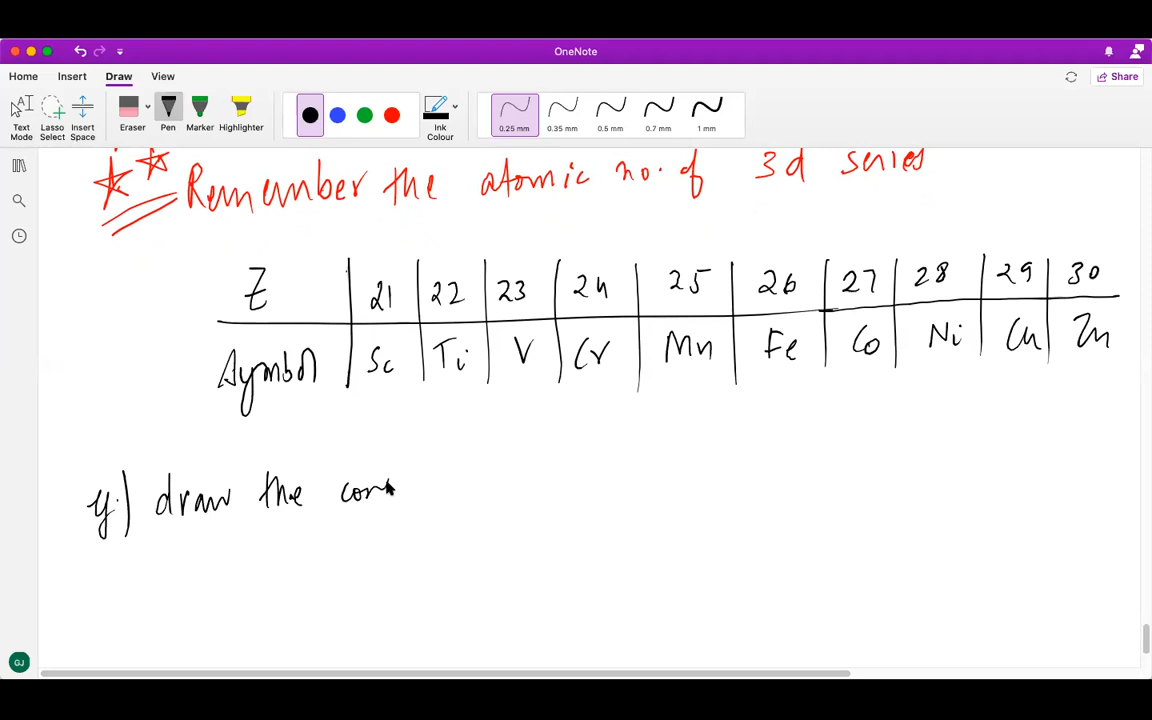 OneNote
Home Insert Draw View
Share
Text Mode Lasso Select Insert Space Eraser Pen Marker Highlighter Ink Colour 0.25 mm 0.35 mm 0.5 mm 0.7 mm 1 mm
Remember the atomic no. of 3d series
Z 21 22 23 24 25 26 27 28 29 30
Symbol Sc Ti V Cr Mn Fe Co Ni Cu Zn
draw the
GJ